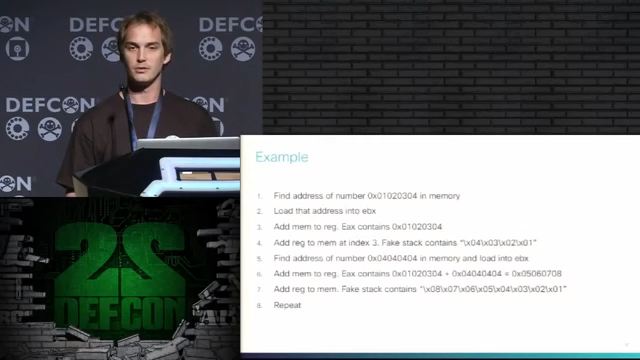 DEFCON
DEFCON
DEFCON
22
DEFCON
Example
1. Find address of number 0x01020304 in memory
2. Load that address into ebx
3. Add mem to reg. Eax contains 0x01020304
4. Add reg to mem at index 3. Fake stack contains "\x04\x03\x02\x01"
5. Find address of number 0x04040404 in memory and load into ebx
6. Add mem to reg. Eax contains 0x01020304 + 0x04040404 = 0x05060708
7. Add reg to mem. Fake stack contains "\x08\x07\x06\x05\x04\x03\x02\x01"
8. Repeat